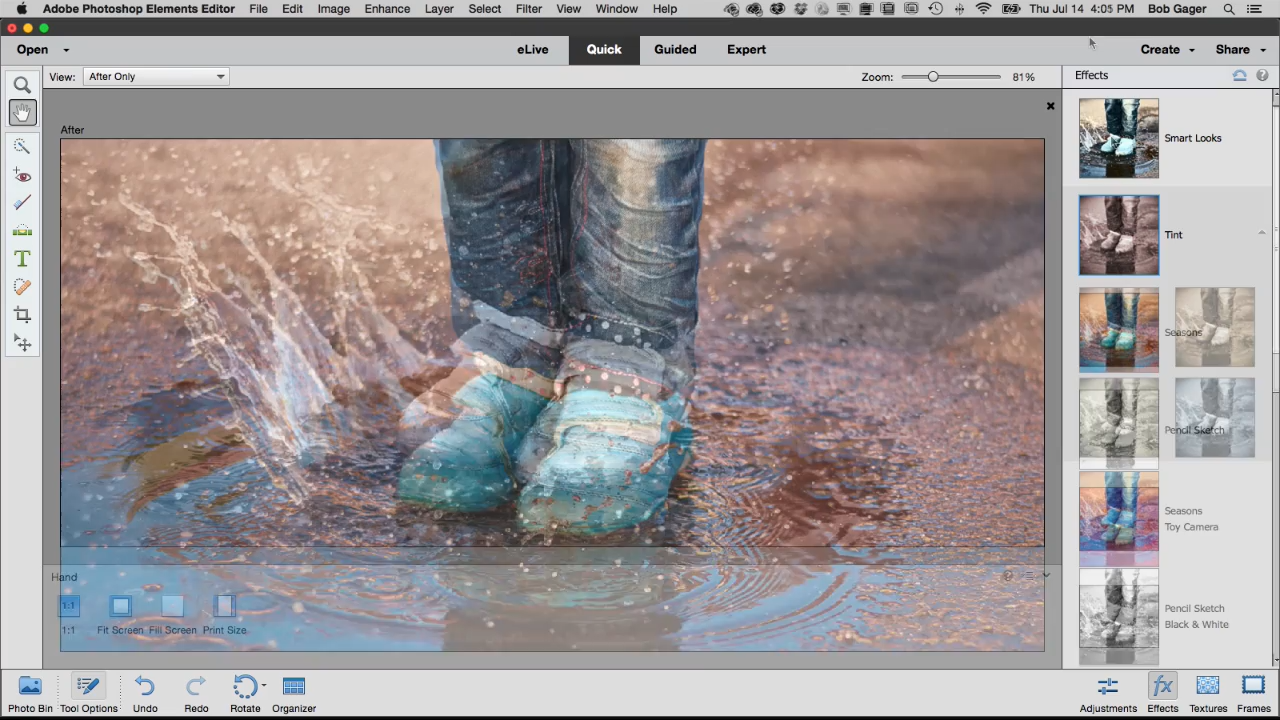 Adobe Photoshop Elements Editor File Edit Image Enhance Layer Select Filter View Window Help Thu Jul 14 4:05 PM Bob Gager
Open eLive Quick Guided Expert Create Share
View: After Only Zoom: 81% Effects
After
Smart Looks
Tint
Seasons
Pencil Sketch
Seasons
Toy Camera
Hand
1:1
1:1 Fit Screen Fill Screen Print Size
Pencil Sketch
Black & White
Photo Bin Tool Options Undo Redo Rotate Organizer Adjustments Effects Textures Frames